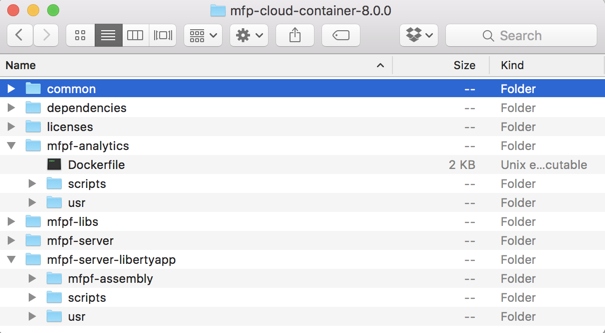 mfp-cloud-container-8.0.0
Search
Name Size Kind
common -- Folder
dependencies -- Folder
licenses -- Folder
mfpf-analytics -- Folder
Dockerfile 2 KB Unix e...cutable
scripts -- Folder
usr -- Folder
mfpf-libs -- Folder
mfpf-server -- Folder
mfpf-server-libertyapp -- Folder
mfpf-assembly -- Folder
scripts -- Folder
usr -- Folder